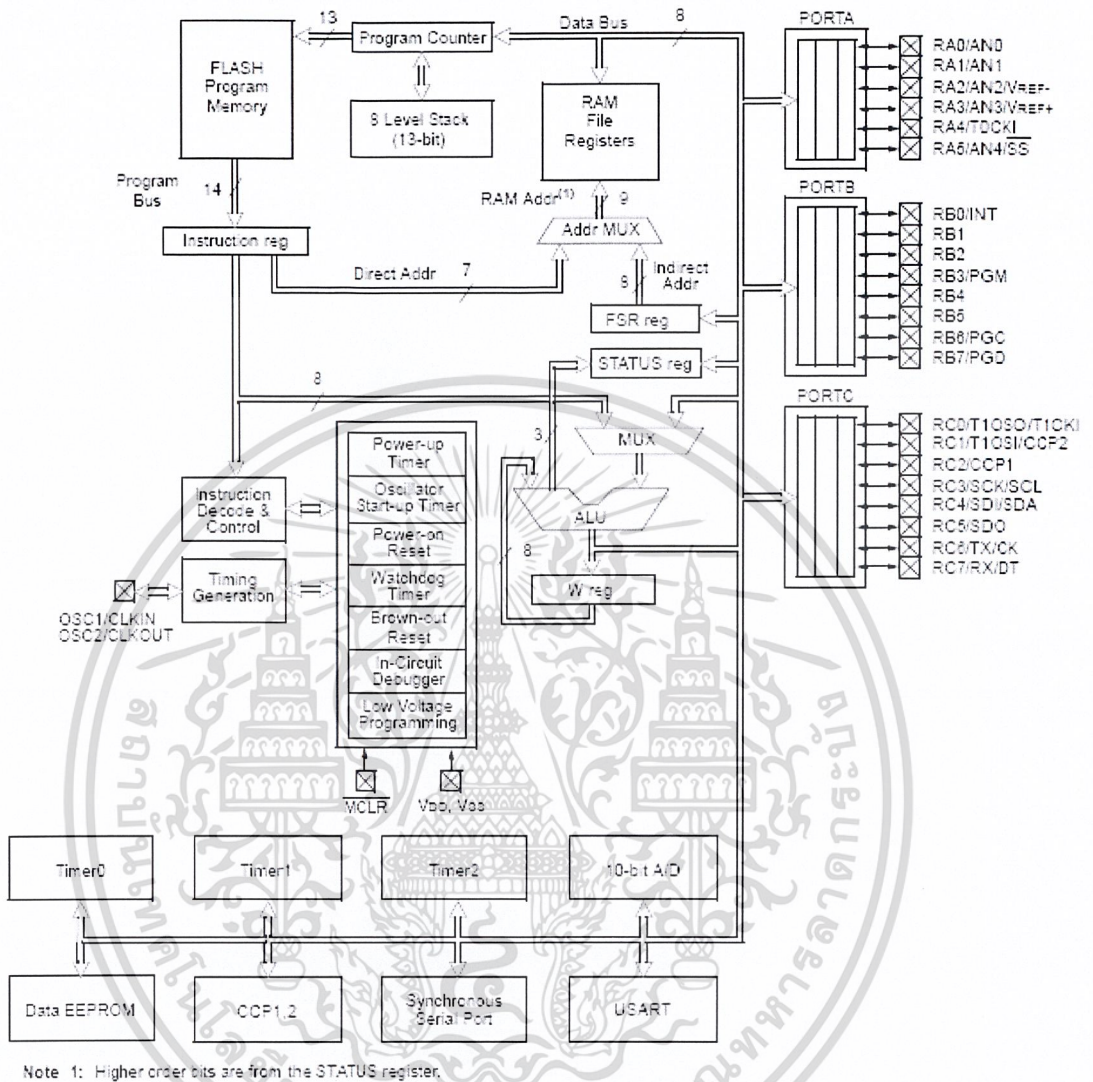 13
Program Counter
Data Bus
8
PORTA
FLASH
Program
Memory
8 Level Stack
(13-bit)
RAM
File
Registers
RA0/AN0
RA1/AN1
RA2/AN2/VREF-
RA3/AN3/VREF+
RA4/T0CKI
RA5/AN4/SS
Program
Bus
14
RAM Addr(1)
9
PORTB
Instruction reg
Addr MUX
Direct Addr
7
8
Indirect
Addr
FSR reg
RB0/INT
RB1
RB2
RB3/PGM
RB4
RB5
RB6/PGC
RB7/PGD
STATUS reg
8
3
MUX
PORTC
Power-up
Timer
Oscillator
Start-up Timer
Power-on
Reset
Watchdog
Timer
Brown-out
Reset
In-Circuit
Debugger
Low Voltage
Programming
Instruction
Decode &
Control
Timing
Generation
OSC1/CLKIN
OSC2/CLKOUT
ALU
8
W reg
RC0/T1OSO/T1CKI
RC1/T1OSI/CCP2
RC2/CCP1
RC3/SCK/SCL
RC4/SDI/SDA
RC5/SDO
RC6/TX/CK
RC7/RX/DT
MCLR
VDD, VSS
Timer0
Timer1
Timer2
10-bit A/D
Data EEPROM
CCP1,2
Synchronous
Serial Port
USART
Note 1: Higher order bits are from the STATUS register.